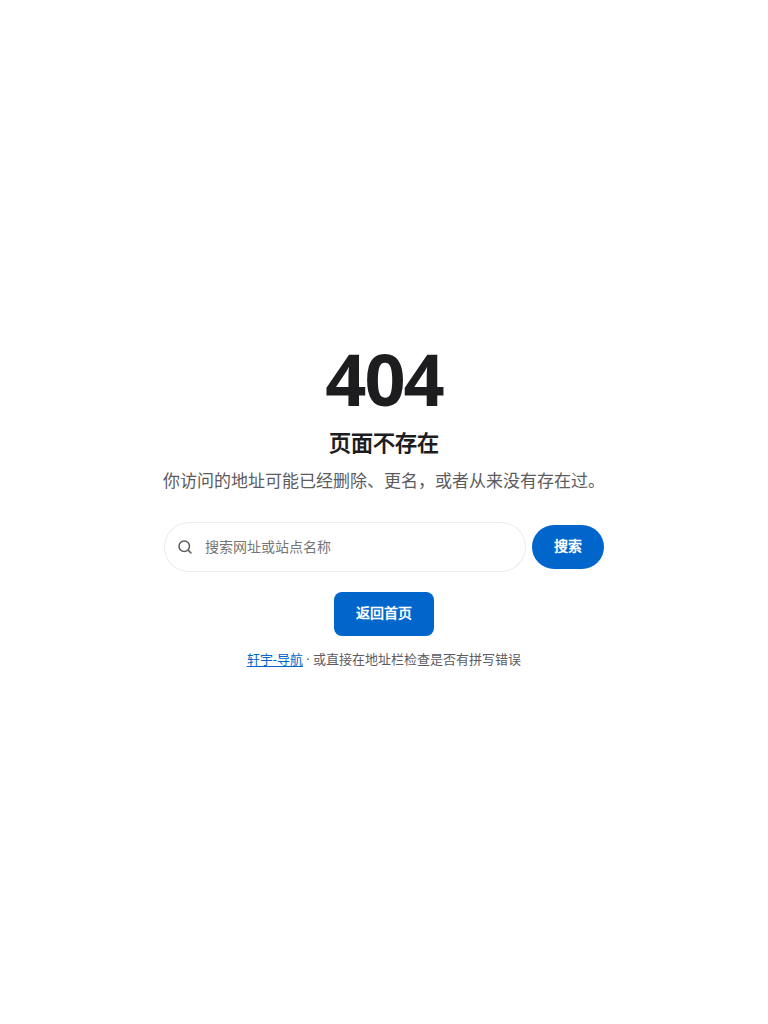 404
页面不存在
你访问的地址可能已经删除、更名，或者从来没有存在过。
搜索网址或站点名称
搜索
返回首页
轩宇-导航 · 或直接在地址栏检查是否有拼写错误